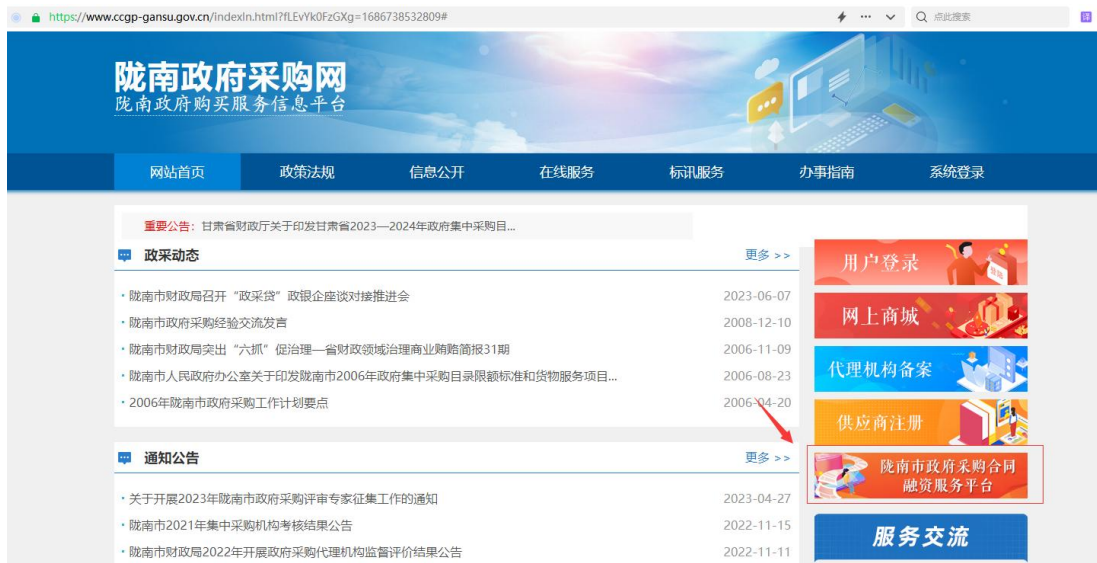 https://www.ccgp-gansu.gov.cn/indexln.html?fLEvYk0FzGXg=1686738532809#
点此搜索
译
陇南政府采购网
陇南政府购买服务信息平台
网站首页 政策法规 信息公开 在线服务 标讯服务 办事指南 系统登录
重要公告：甘肃省财政厅关于印发甘肃省2023—2024年政府集中采购目...
政采动态 更多 >>
· 陇南市财政局召开“政采贷”政银企座谈对接推进会 2023-06-07
· 陇南市政府采购经验交流发言 2008-12-10
· 陇南市财政局突出“六抓”促治理—省财政领域治理商业贿赂简报31期 2006-11-09
· 陇南市人民政府办公室关于印发陇南市2006年政府集中采购目录限额标准和货物服务项目... 2006-08-23
· 2006年陇南市政府采购工作计划要点 2006-04-20
通知公告 更多 >>
· 关于开展2023年陇南市政府采购评审专家征集工作的通知 2023-04-27
· 陇南市2021年集中采购机构考核结果公告 2022-11-15
· 陇南市财政局2022年开展政府采购代理机构监督评价结果公告 2022-11-11
用户登录
网上商城
代理机构备案
供应商注册
陇南市政府采购合同
融资服务平台
服务交流